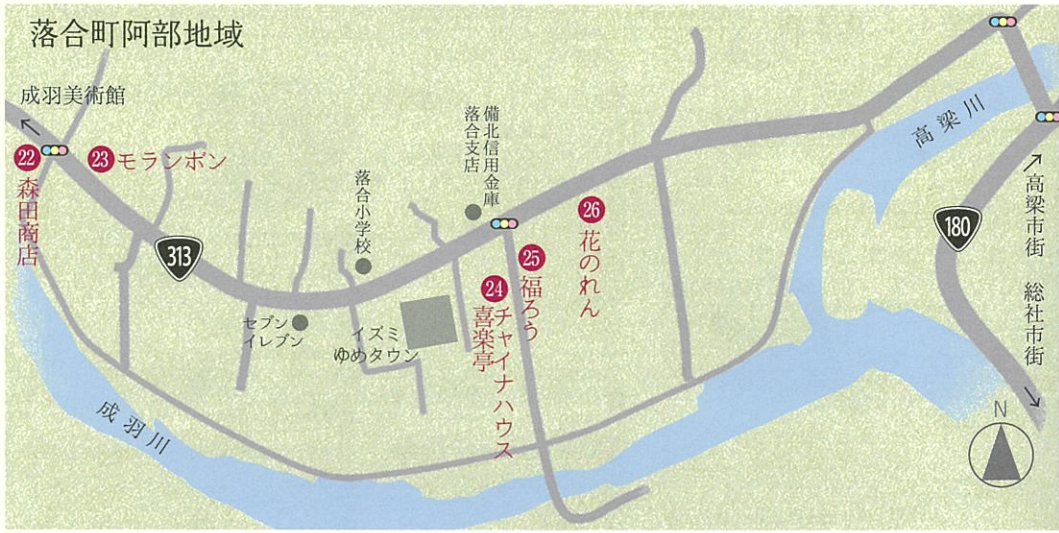 落合町阿部地域
成羽美術館
22
森田商店
23 モランボン
313
落合小学校
備北信用金庫
落合支店
セブン
イレブン
イズミ
ゆめタウン
24
チャイナハウス
喜楽亭
25
福ろう
26
花のれん
高梁川
180
高梁市街
総社市街
成羽川
N